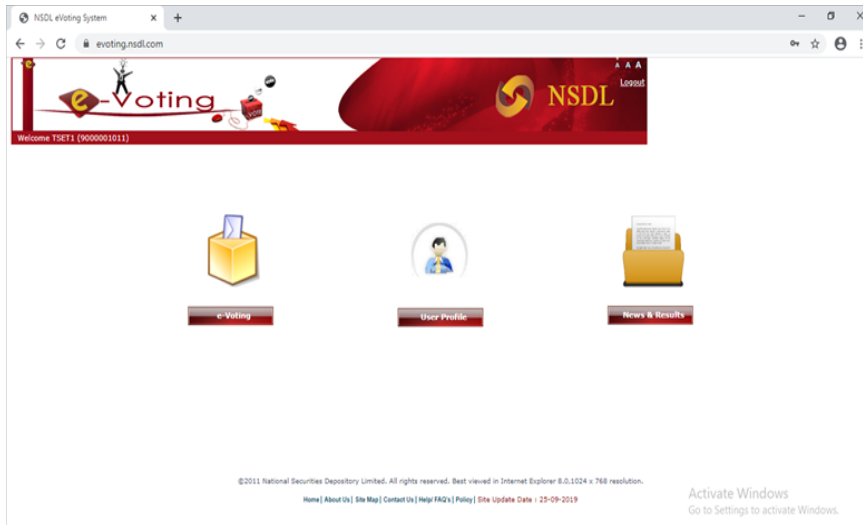 NSDL eVoting System
evoting.nsdl.com
A A A
Logout
e-Voting
VOTE
NSDL
Welcome TSET1 (9000001011)
e-Voting
User Profile
News & Results
©2011 National Securities Depository Limited. All rights reserved. Best viewed in Internet Explorer 8.0,1024 x 768 resolution.
Home| About Us| Site Map| Contact Us| Help/ FAQ's| Policy| Site Update Date : 25-09-2019
Activate Windows
Go to Settings to activate Windows.